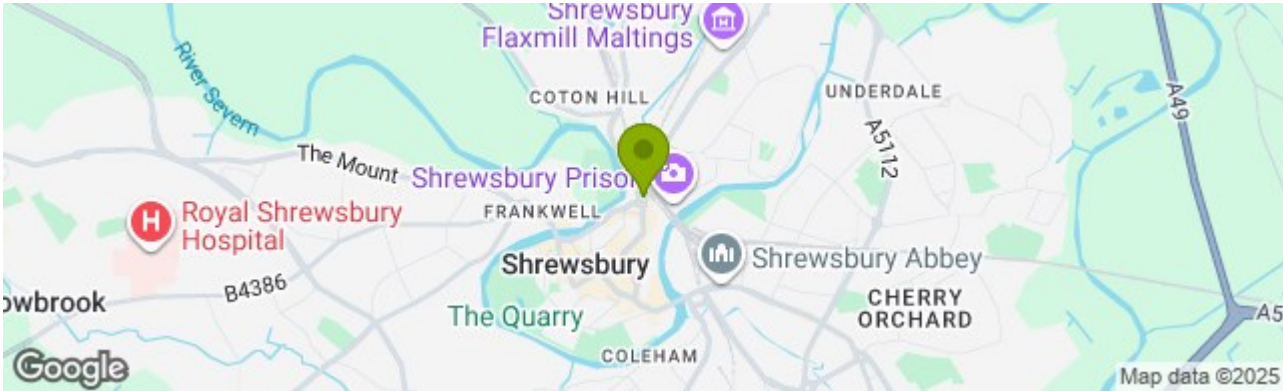 Shrewsbury
Flaxmill Maltings
River Severn
COTON HILL
UNDERDALE
A49
A5112
The Mount
Shrewsbury Prison
Royal Shrewsbury
Hospital
FRANKWELL
Shrewsbury
Shrewsbury Abbey
B4386
owbrook
The Quarry
CHERRY
ORCHARD
A5
COLEHAM
Google
Map data ©2025
H